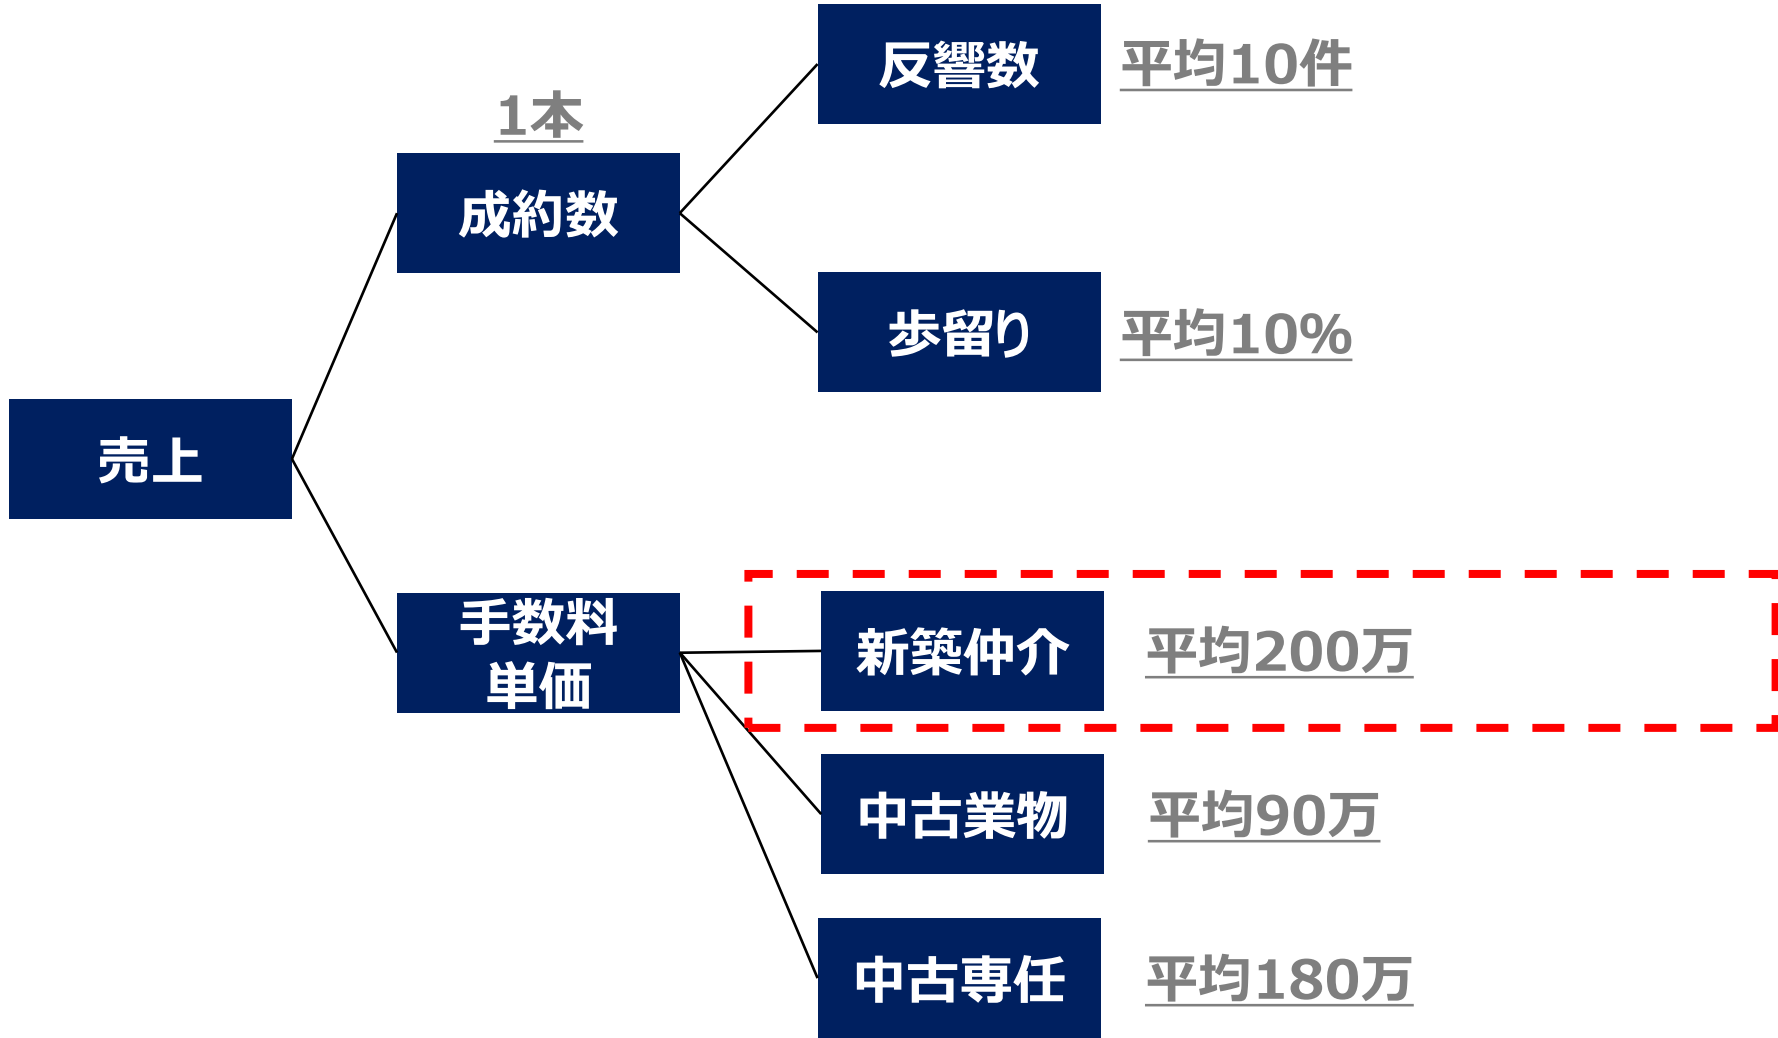 反響数
平均10件
1本
成約数
歩留り
平均10%
売上
手数料
単価
新築仲介
平均200万
中古業物
平均90万
中古専任
平均180万